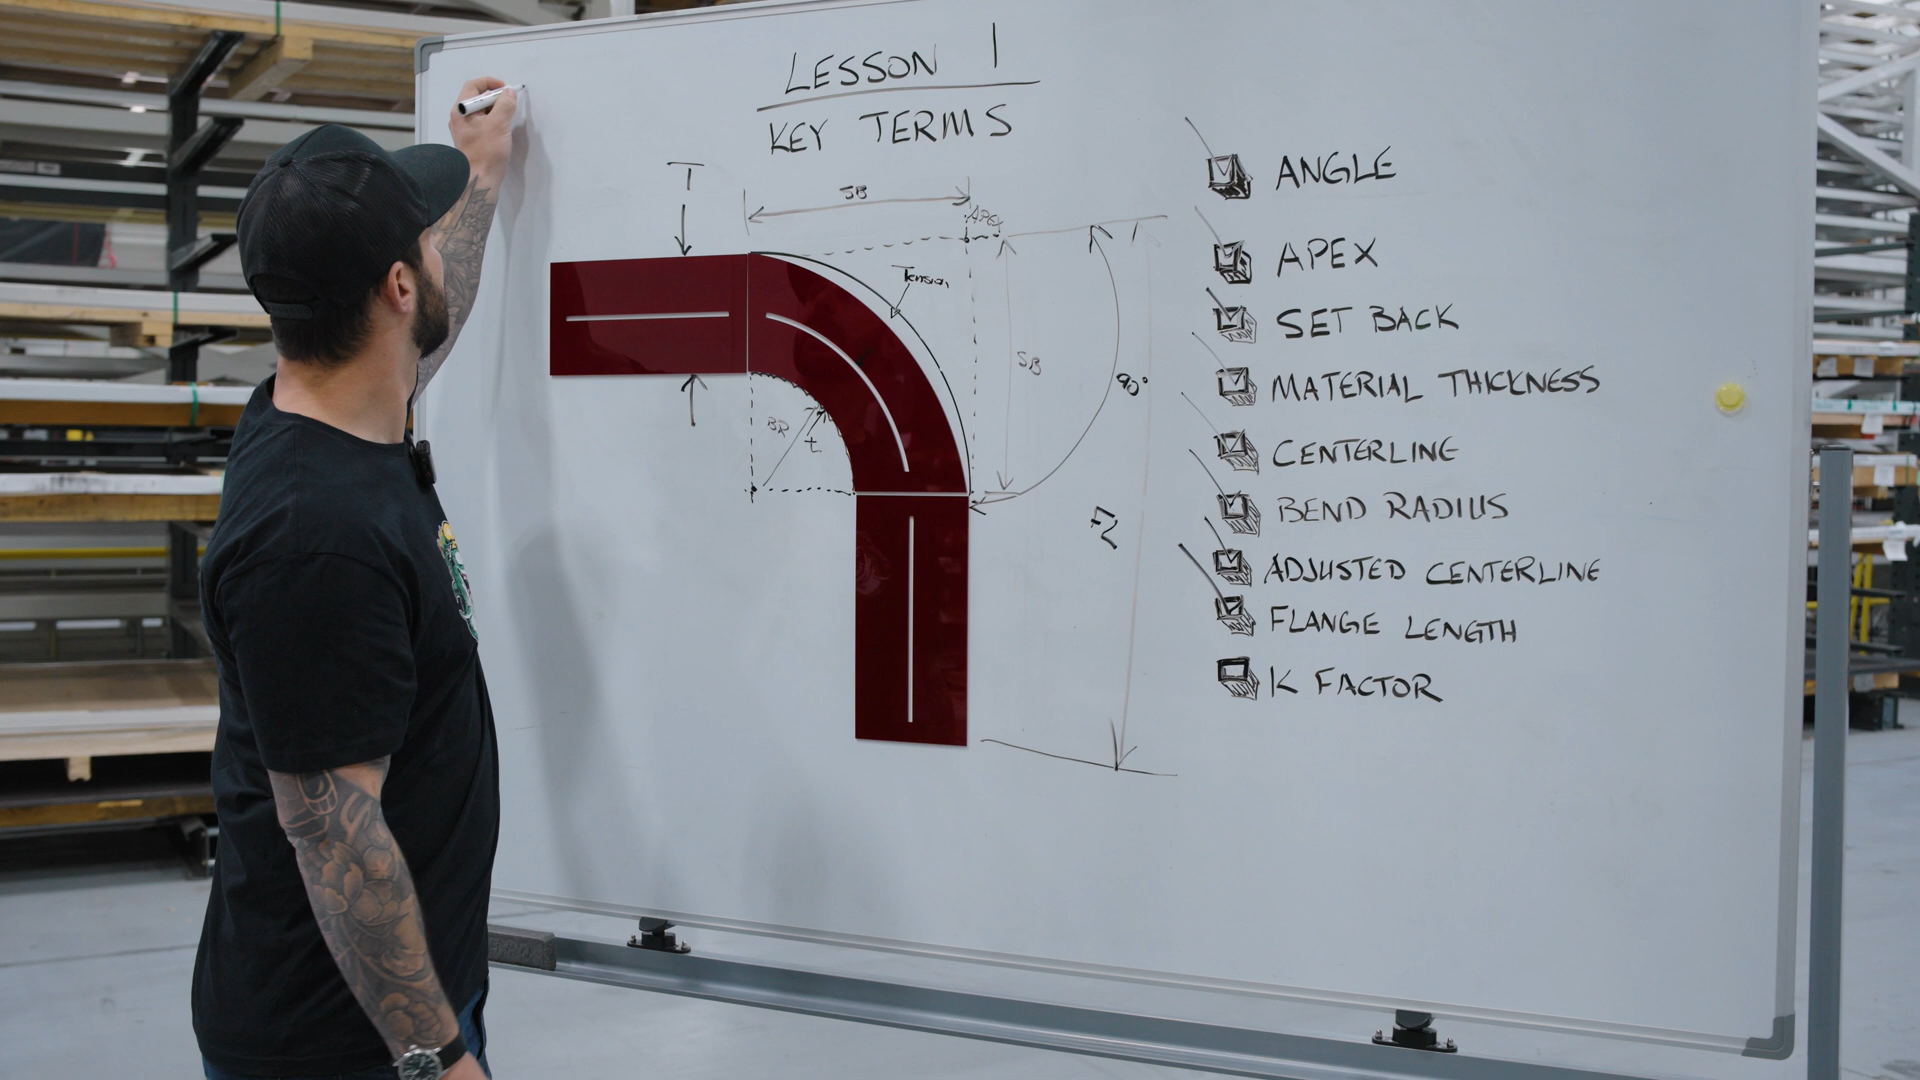 LESSON 1
KEY TERMS
T
SB
APEX
Tension
SB
90°
BR
t
ANGLE
APEX
SET BACK
MATERIAL THICKNESS
CENTERLINE
BEND RADIUS
ADJUSTED CENTERLINE
FLANGE LENGTH
K FACTOR